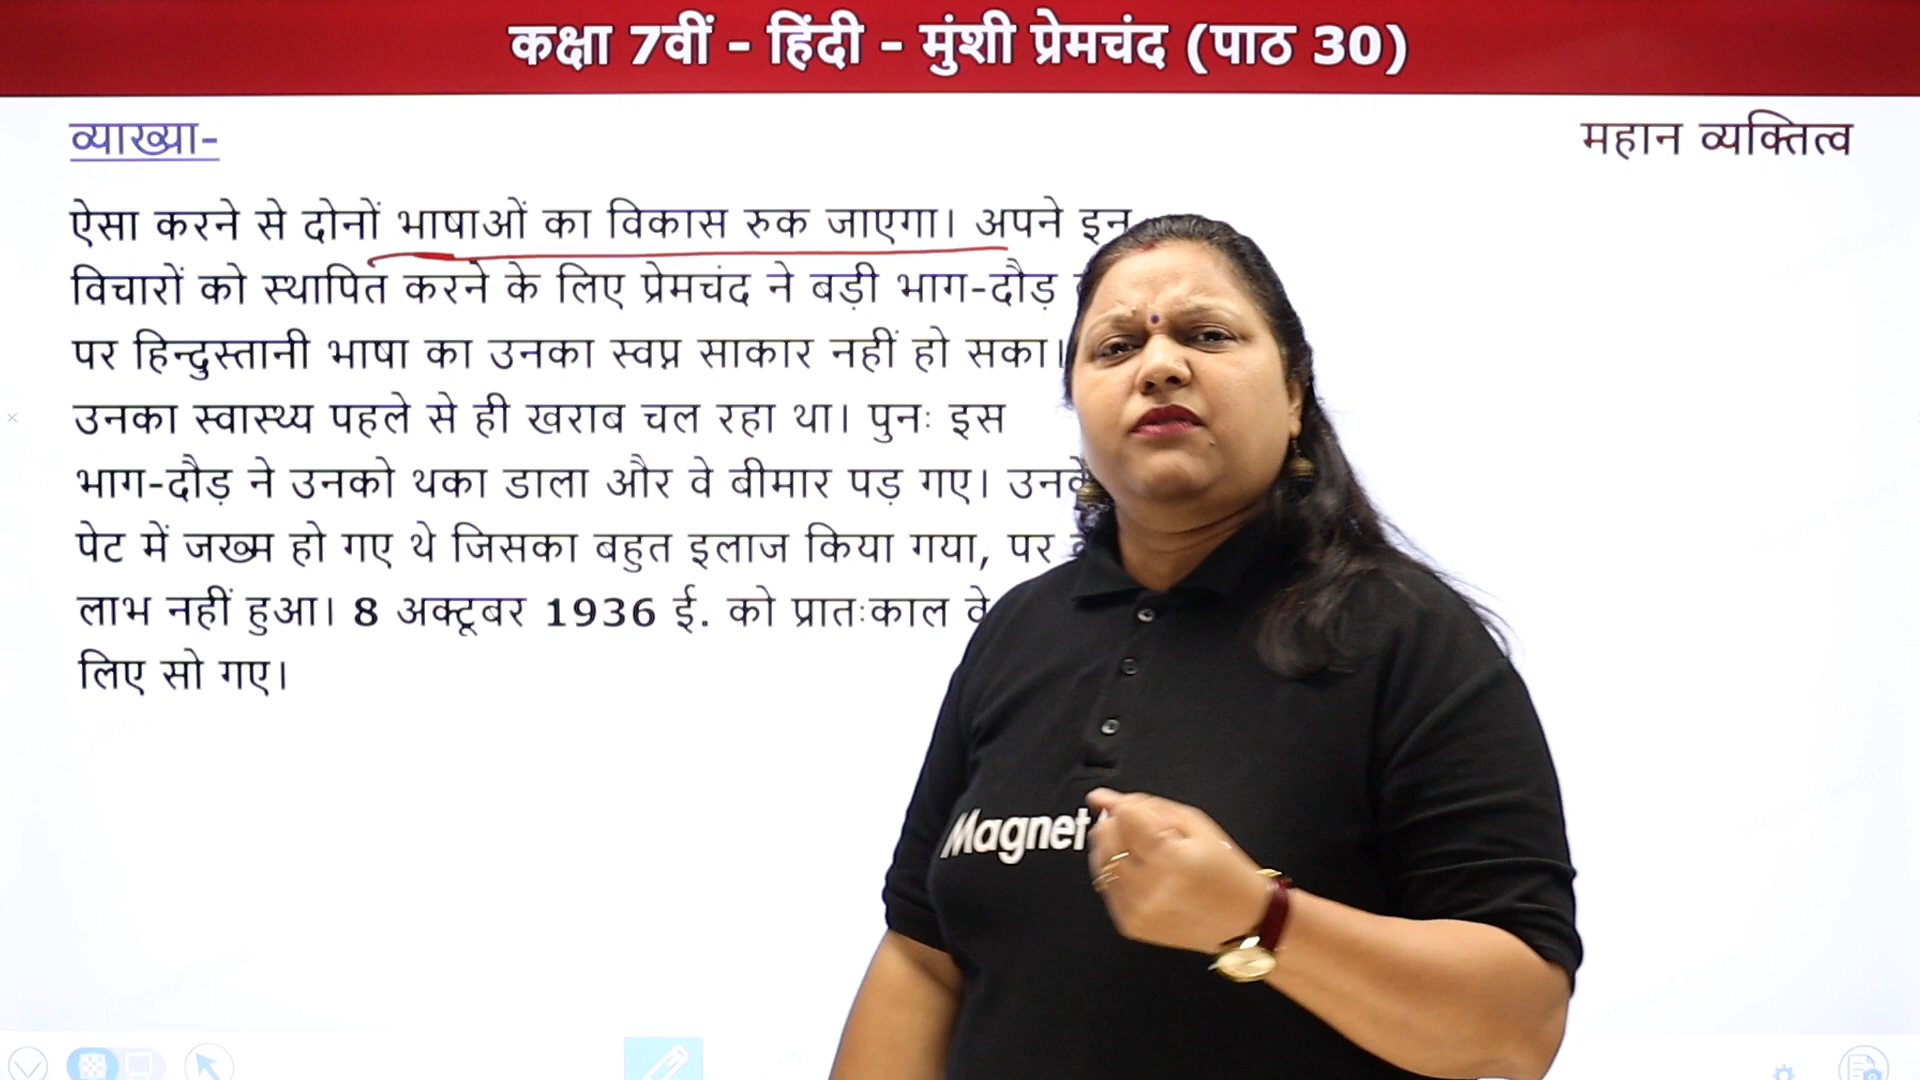 कक्षा 7वीं - हिंदी - मुंशी प्रेमचंद (पाठ 30)
व्याख्या-
महान व्यक्तित्व
ऐसा करने से दोनों भाषाओं का विकास रुक जाएगा। अपने इन
विचारों को स्थापित करने के लिए प्रेमचंद ने बड़ी भाग-दौड़
पर हिन्दुस्तानी भाषा का उनका स्वप्न साकार नहीं हो सका।
उनका स्वास्थ्य पहले से ही खराब चल रहा था। पुनः इस
भाग-दौड़ ने उनको थका डाला और वे बीमार पड़ गए। उनके
पेट में जख्म हो गए थे जिसका बहुत इलाज किया गया, पर
लाभ नहीं हुआ। 8 अक्टूबर 1936 ई. को प्रातःकाल वे
लिए सो गए।
Magnet